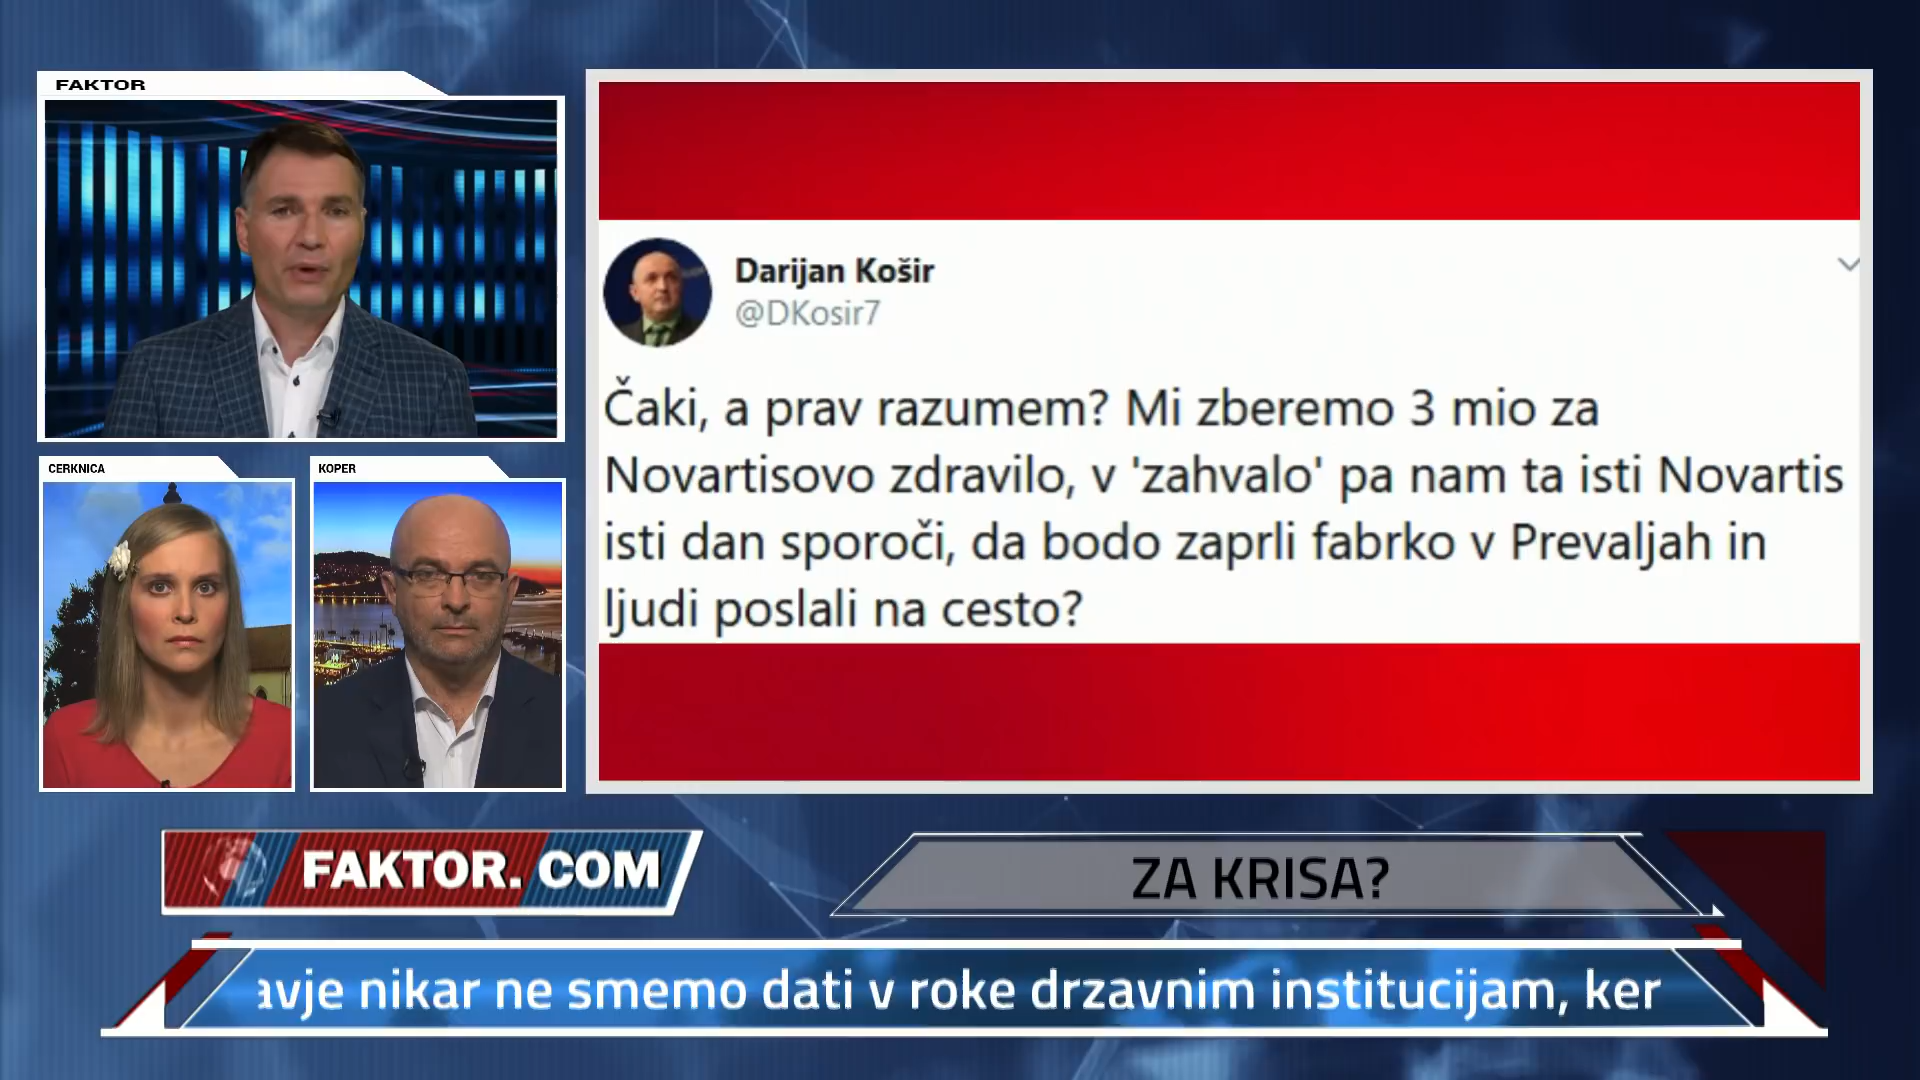 FAKTOR
Darijan Košir
@DKosir7
Čaki, a prav razumem? Mi zberemo 3 mio za
Novartisovo zdravilo, v 'zahvalo' pa nam ta isti Novartis
isti dan sporoči, da bodo zaprli fabrko v Prevaljah in
ljudi poslali na cesto?
CERKNICA
KOPER
FAKTOR. COM
ZA KRISA?
avje nikar ne smemo dati v roke drzavnim institucijam, ker